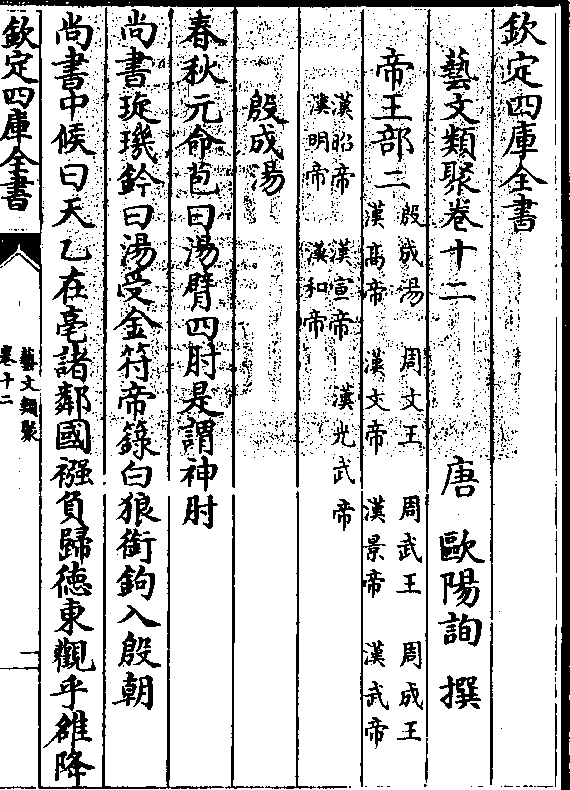 欽定四庫全書
藝文類聚卷十二
唐 歐陽詢 撰
帝王部二
殷成湯 周文王 周武王 周成王
漢高帝 漢文帝 漢景帝 漢武帝
漢昭帝 漢宣帝 漢光武帝
漢明帝 漢和帝
殷成湯
春秋元命苞曰湯臂四肘是謂神肘
尚書琁璣鈐曰湯受金符帝籙白狼銜鉤入殷朝
尚書中候曰天乙在亳諸鄰國襁負歸德東觀乎雒降
欽定四庫全書
藝文類聚
卷十二
一